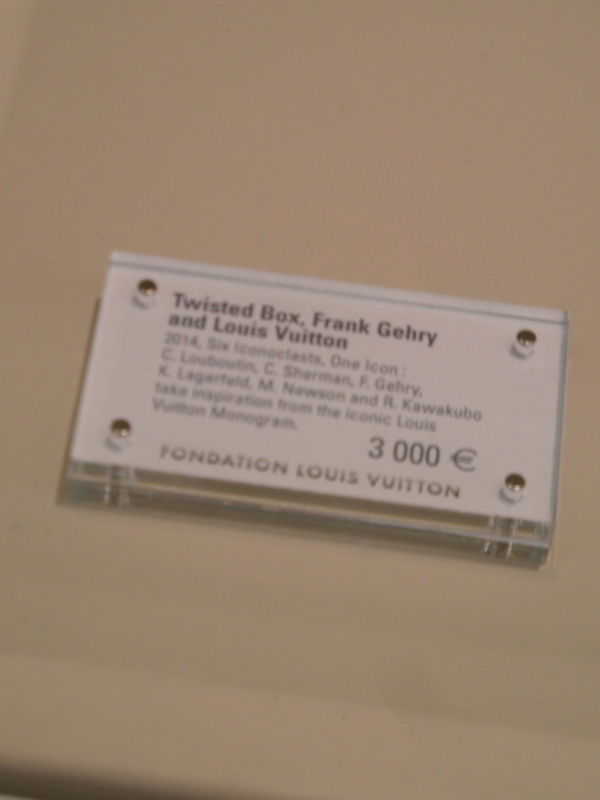 Twisted Box, Frank Gehry
and Louis Vuitton
2014, Six Iconoclasts, One Icon :
C. Louboutin, C. Sherman, F. Gehry,
K. Lagerfeld, M. Newson and R. Kawakubo
take inspiration from the iconic Louis
Vuitton Monogram.
3 000 €
FONDATION LOUIS VUITTON